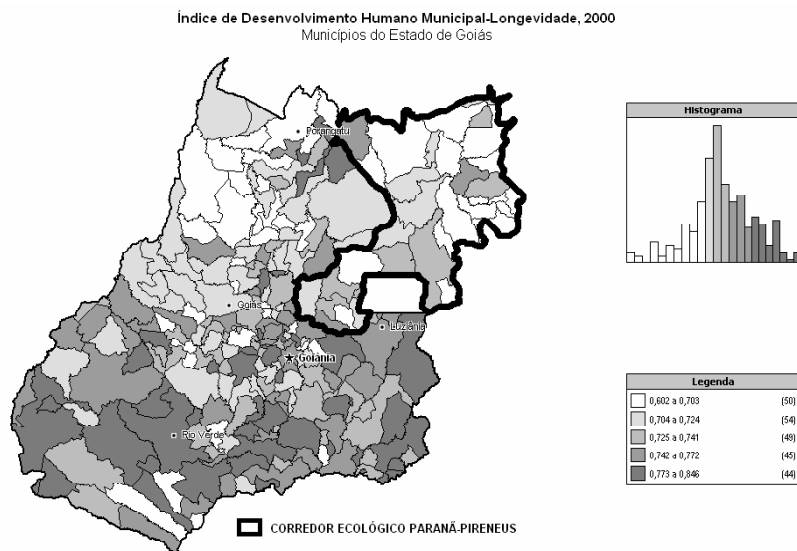 Índice de Desenvolvimento Humano Municipal-Longevidade, 2000
Municípios do Estado de Goiás
Histograma
Porangatu
Goiás
Luziânia
Goiânia
Rio Verde
Legenda
0,602 a 0,703 (50)
0,704 a 0,724 (54)
0,725 a 0,741 (49)
0,742 a 0,772 (45)
0,773 a 0,846 (44)
CORREDOR ECOLÓGICO PARANÃ-PIRENEUS